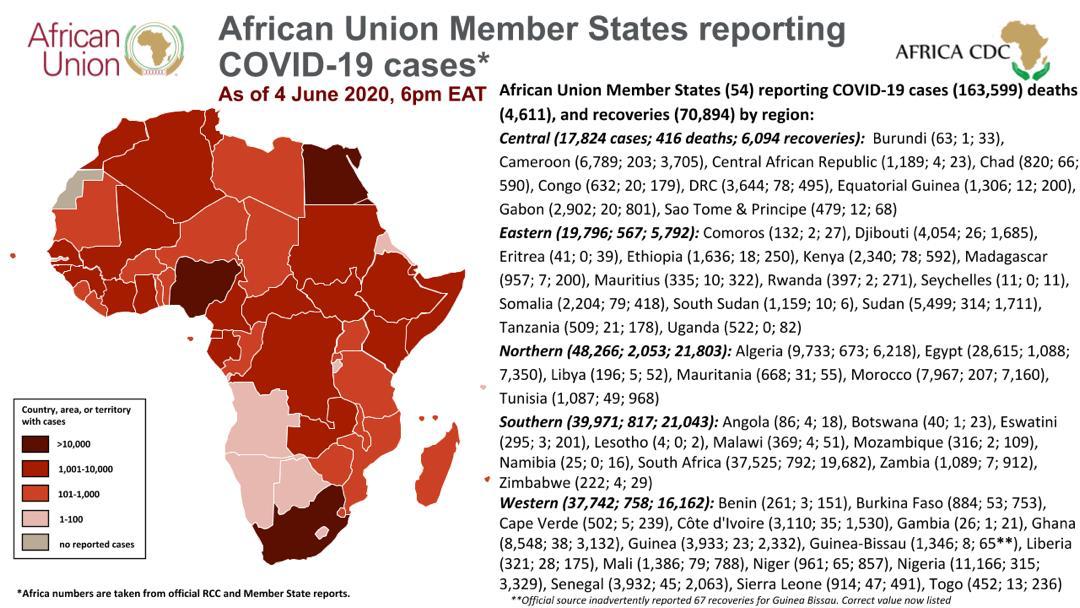 African
Union
African Union Member States reporting
COVID-19 cases*
As of 4 June 2020, 6pm EAT
AFRICA CDC
African Union Member States (54) reporting COVID-19 cases (163,599) deaths
(4,611), and recoveries (70,894) by region:
Central (17,824 cases; 416 deaths; 6,094 recoveries): Burundi (63; 1; 33),
Cameroon (6,789; 203; 3,705), Central African Republic (1,189; 4; 23), Chad (820; 66;
590), Congo (632; 20; 179), DRC (3,644; 78; 495), Equatorial Guinea (1,306; 12; 200),
Gabon (2,902; 20; 801), Sao Tome & Principe (479; 12; 68)
Eastern (19,796; 567; 5,792): Comoros (132; 2; 27), Djibouti (4,054; 26; 1,685),
Eritrea (41; 0; 39), Ethiopia (1,636; 18; 250), Kenya (2,340; 78; 592), Madagascar
(957; 7; 200), Mauritius (335; 10; 322), Rwanda (397; 2; 271), Seychelles (11; 0; 11),
Somalia (2,204; 79; 418), South Sudan (1,159; 10; 6), Sudan (5,499; 314; 1,711),
Tanzania (509; 21; 178), Uganda (522; 0; 82)
Northern (48,266; 2,053; 21,803): Algeria (9,733; 673; 6,218), Egypt (28,615; 1,088;
7,350), Libya (196; 5; 52), Mauritania (668; 31; 55), Morocco (7,967; 207; 7,160),
Tunisia (1,087; 49; 968)
Southern (39,971; 817; 21,043): Angola (86; 4; 18), Botswana (40; 1; 23), Eswatini
(295; 3; 201), Lesotho (4; 0; 2), Malawi (369; 4; 51), Mozambique (316; 2; 109),
Namibia (25; 0; 16), South Africa (37,525; 792; 19,682), Zambia (1,089; 7; 912),
Zimbabwe (222; 4; 29)
Western (37,742; 758; 16,162): Benin (261; 3; 151), Burkina Faso (884; 53; 753),
Cape Verde (502; 5; 239), Côte d'Ivoire (3,110; 35; 1,530), Gambia (26; 1; 21), Ghana
(8,548; 38; 3,132), Guinea (3,933; 23; 2,332), Guinea-Bissau (1,346; 8; 65**), Liberia
(321; 28; 175), Mali (1,386; 79; 788), Niger (961; 65; 857), Nigeria (11,166; 315;
3,329), Senegal (3,932; 45; 2,063), Sierra Leone (914; 47; 491), Togo (452; 13; 236)
**Official source inadvertently reported 67 recoveries for Guinea Bissau. Correct value now listed
Country, area, or territory
with cases
>10,000
1,001-10,000
101-1,000
1-100
no reported cases
*Africa numbers are taken from official RCC and Member State reports.